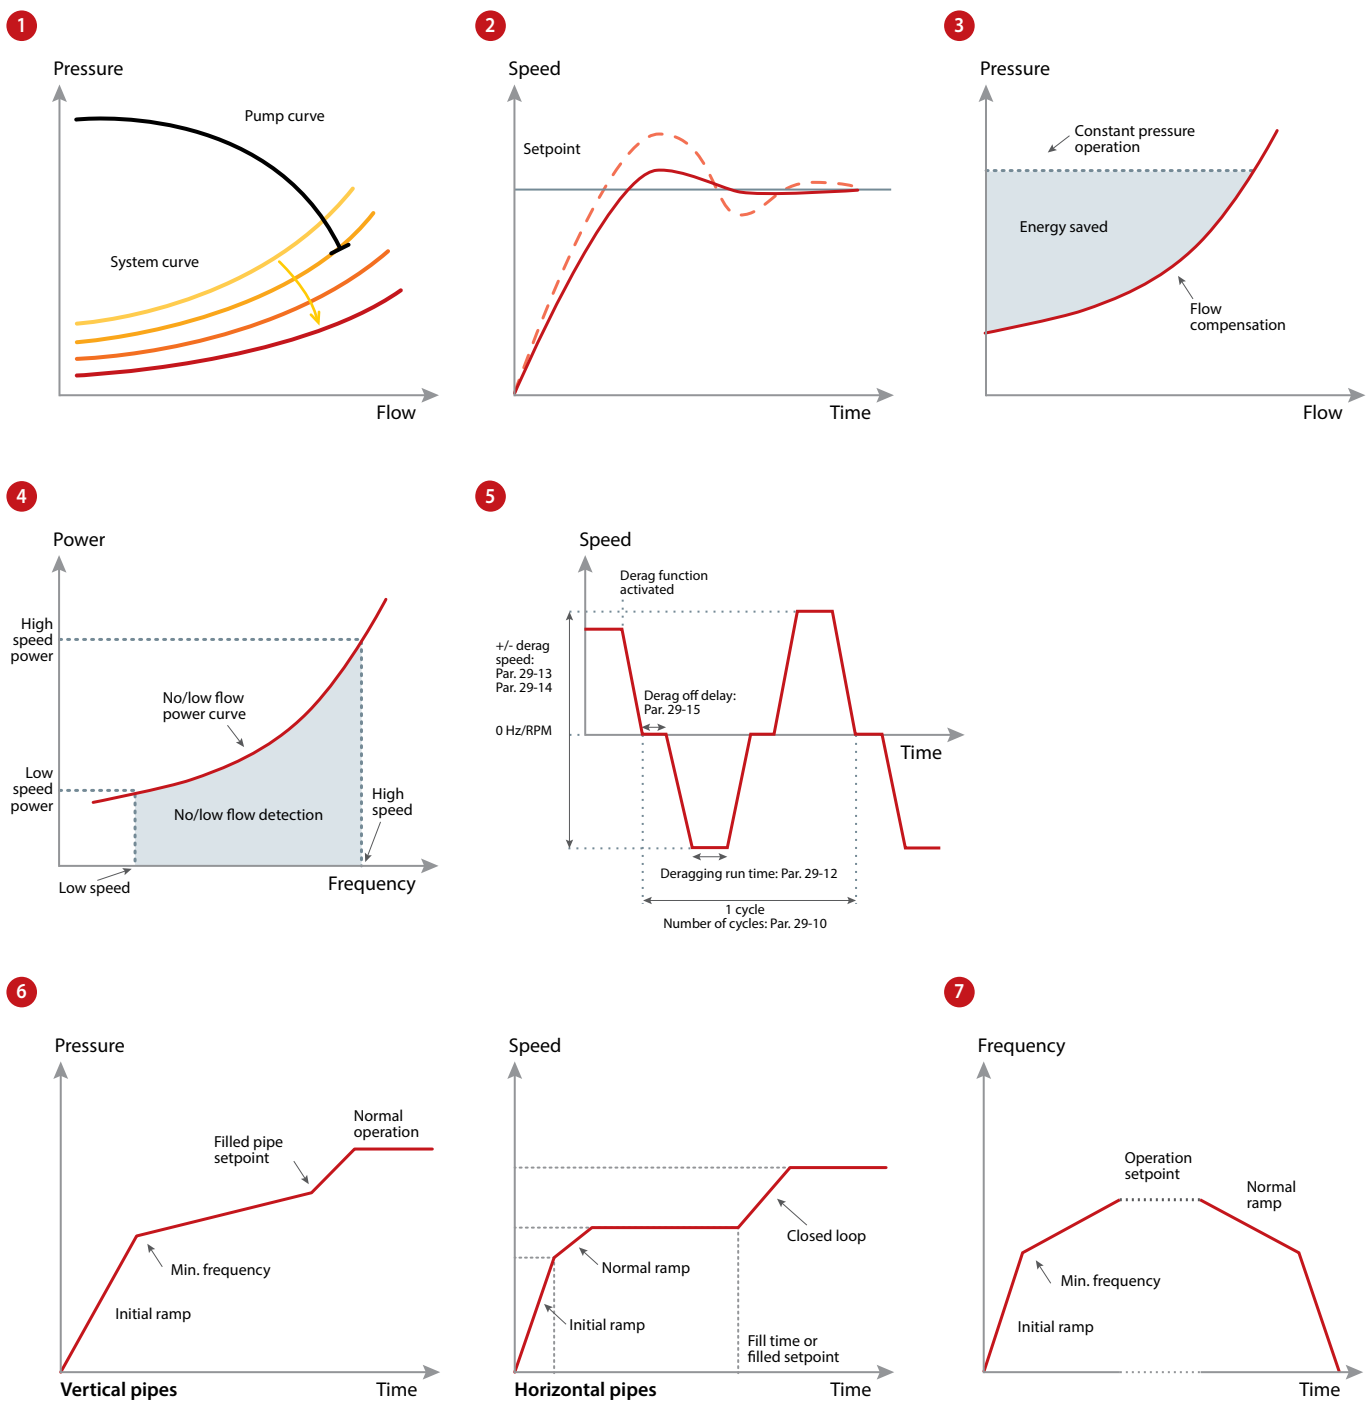 1
Pressure
Pump curve
System curve
Flow
2
Speed
Setpoint
Time
3
Pressure
Constant pressure
operation
Energy saved
Flow
compensation
Flow
4
Power
High
speed
power
No/low flow
power curve
Low
speed
power
No/low flow detection
High
speed
Low speed
Frequency
5
Speed
Derag function
activated
+/- derag
speed:
Par. 29-13
Par. 29-14
Derag off delay:
Par. 29-15
0 Hz/RPM
Time
Deragging run time: Par. 29-12
1 cycle
Number of cycles: Par. 29-10
6
Pressure
Normal
operation
Filled pipe
setpoint
Min. frequency
Initial ramp
Vertical pipes
Time
Speed
Closed loop
Normal ramp
Initial ramp
Fill time or
filled setpoint
Horizontal pipes
Time
7
Frequency
Operation
setpoint
Normal
ramp
Min. frequency
Initial ramp
Time